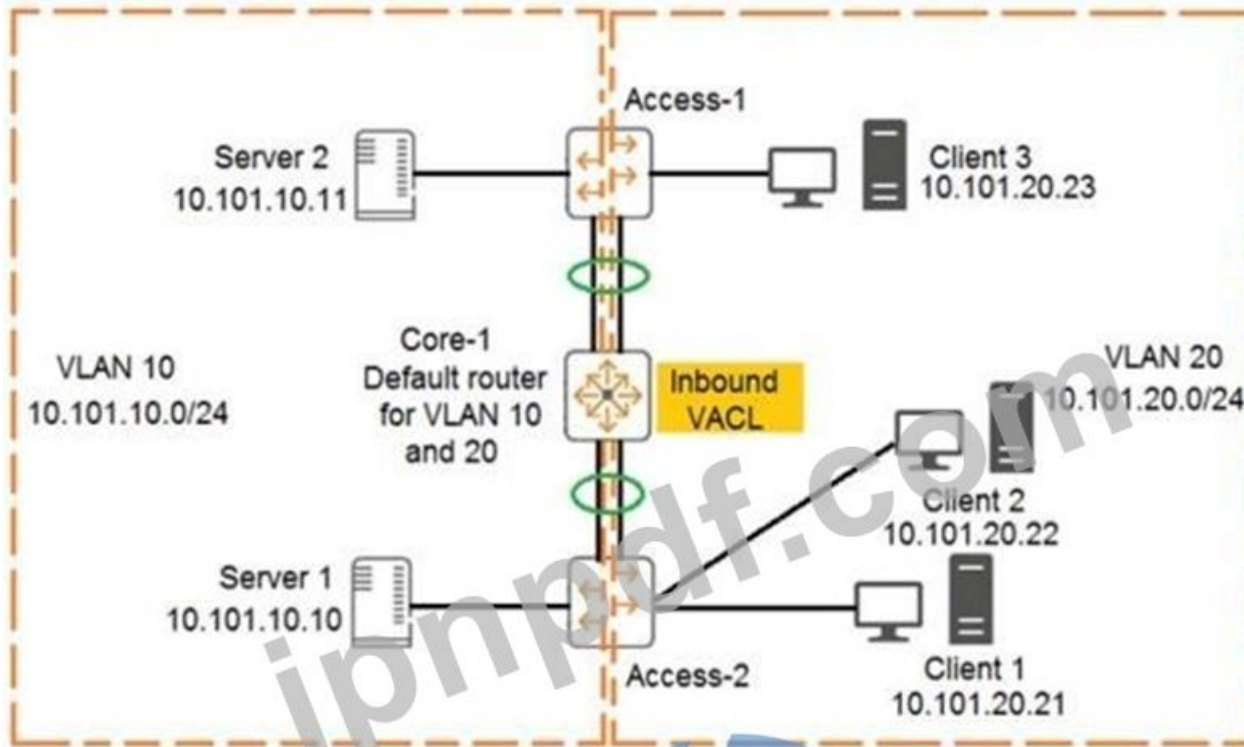 Access-1
Server 2
10.101.10.11
Client 3
10.101.20.23
VLAN 10
10.101.10.0/24
Core-1
Default router
for VLAN 10
and 20
Inbound
VACL
VLAN 20
10.101.20.0/24
Client 2
10.101.20.22
Server 1
10.101.10.10
Access-2
Client 1
10.101.20.21
ipnpdf.com